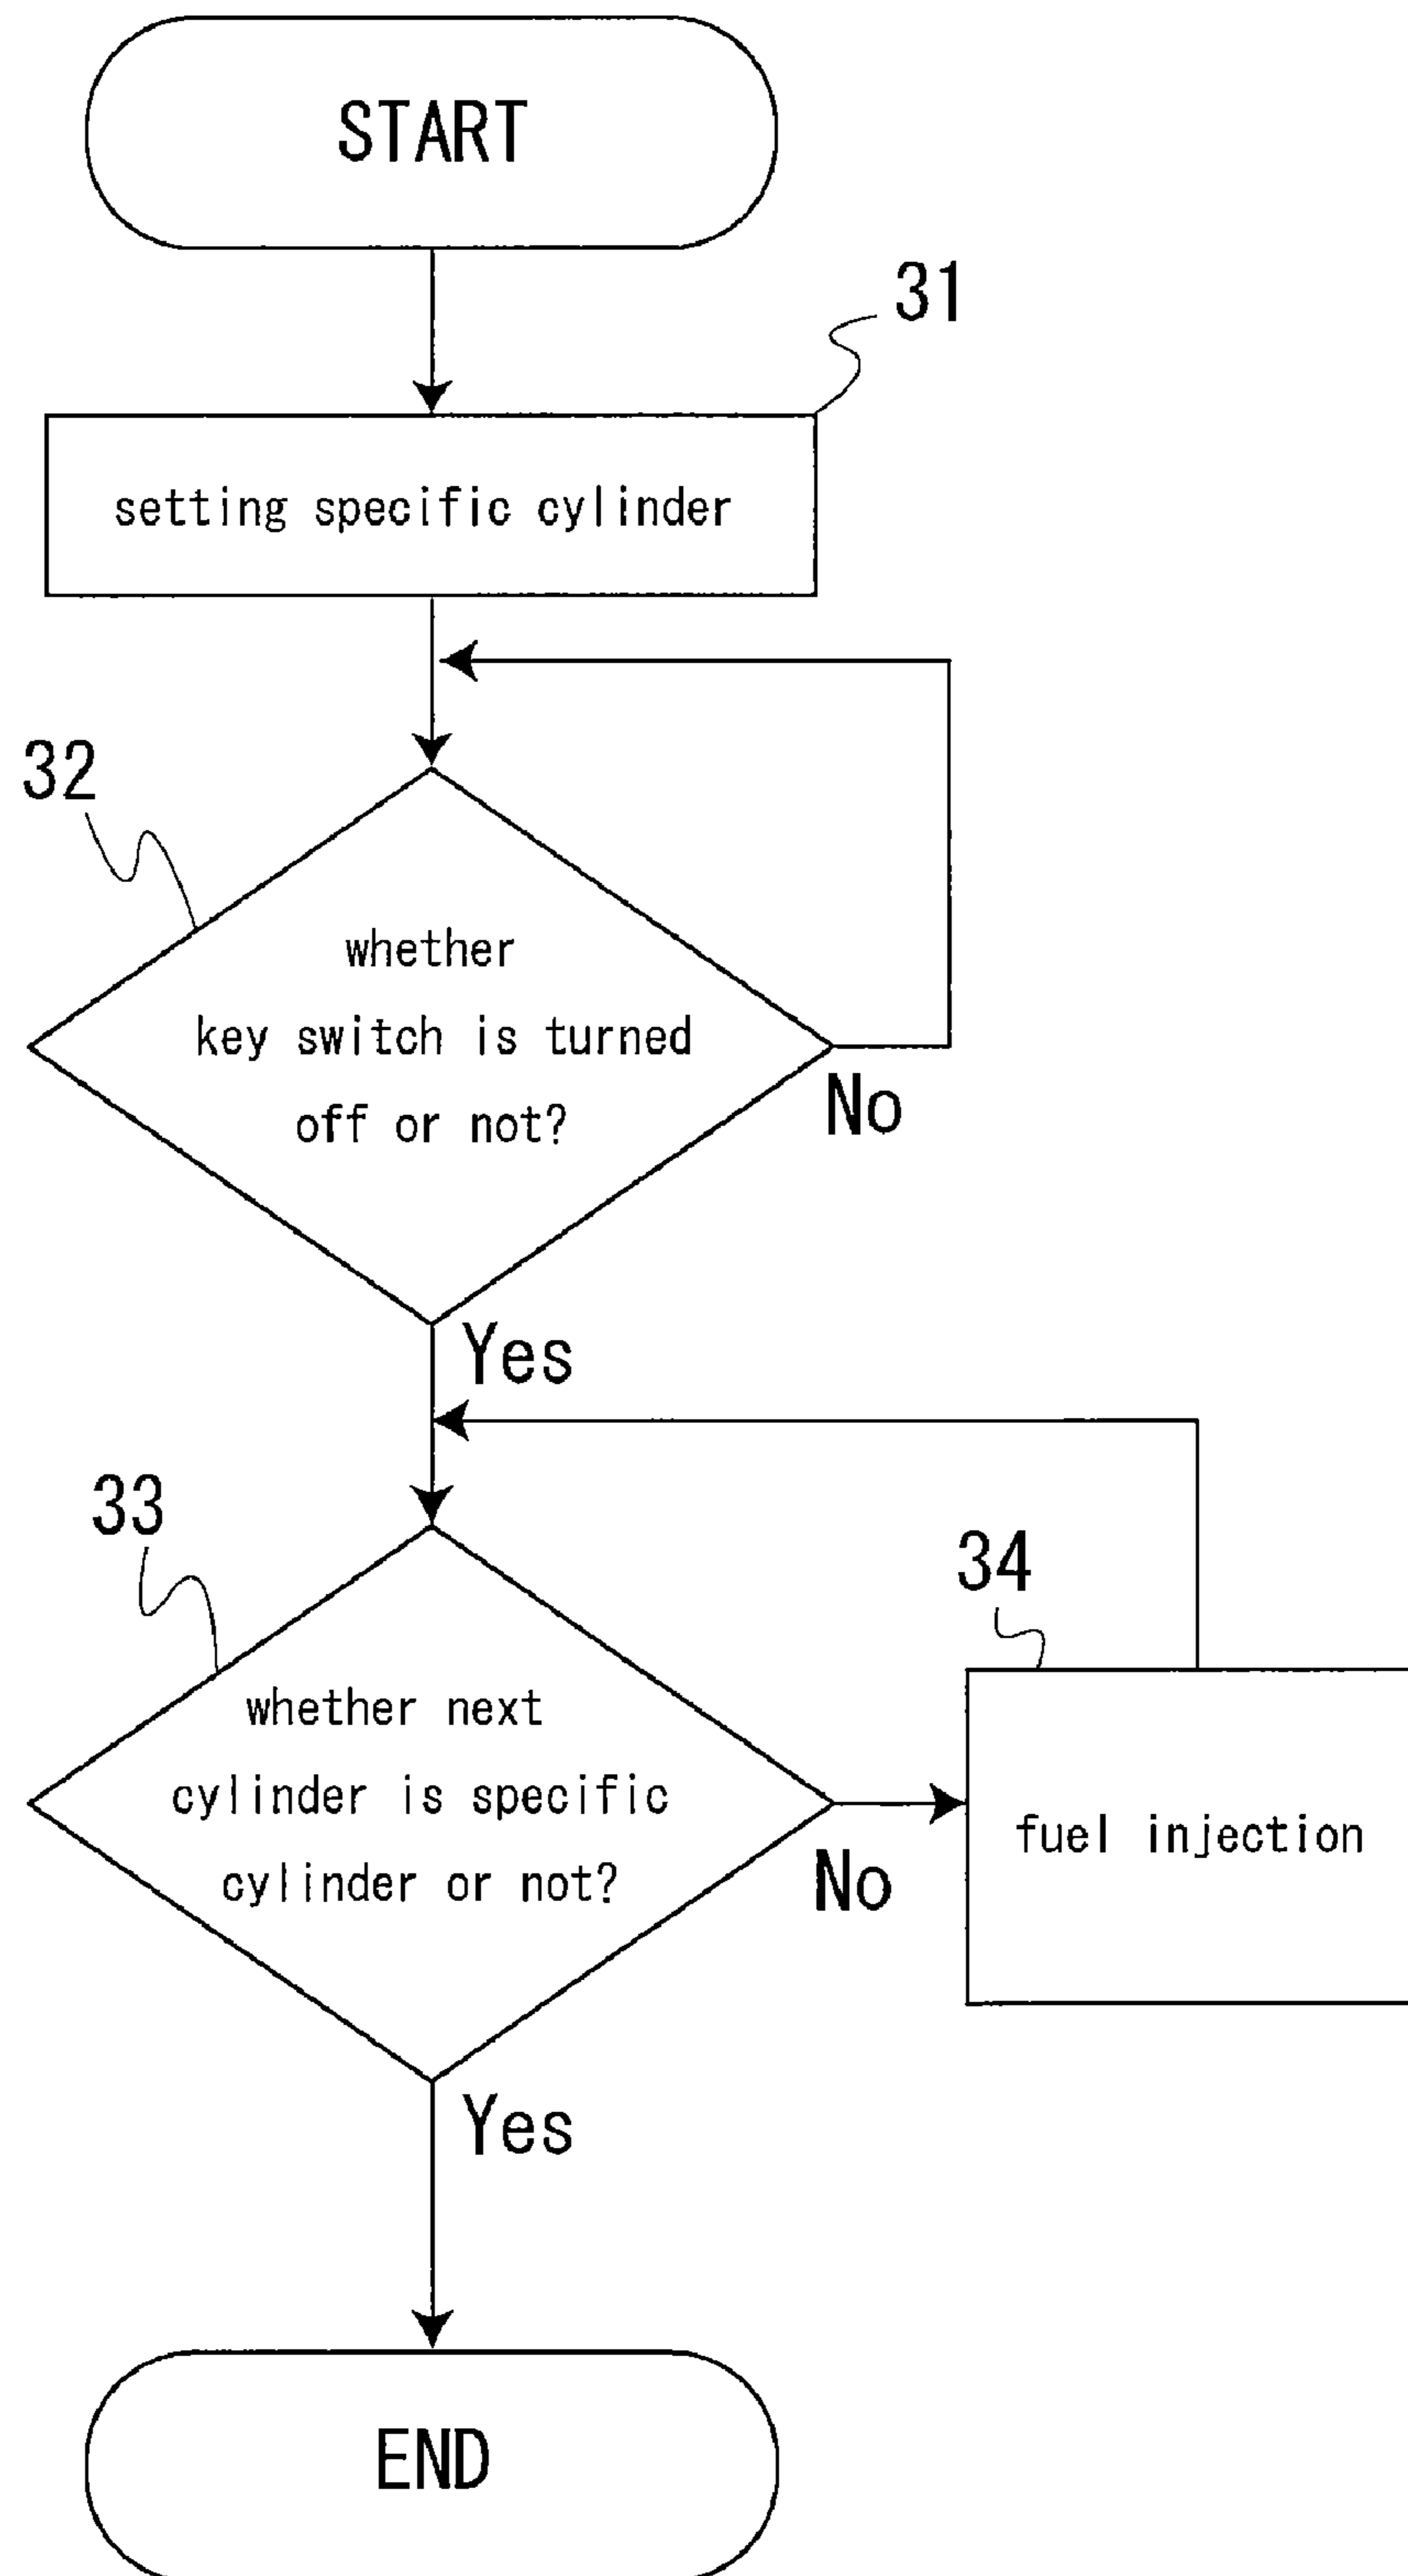 START
31
setting specific cylinder
32
whether
key switch is turned
off or not?
No
Yes
33
34
whether next
cylinder is specific
cylinder or not?
fuel injection
No
Yes
END